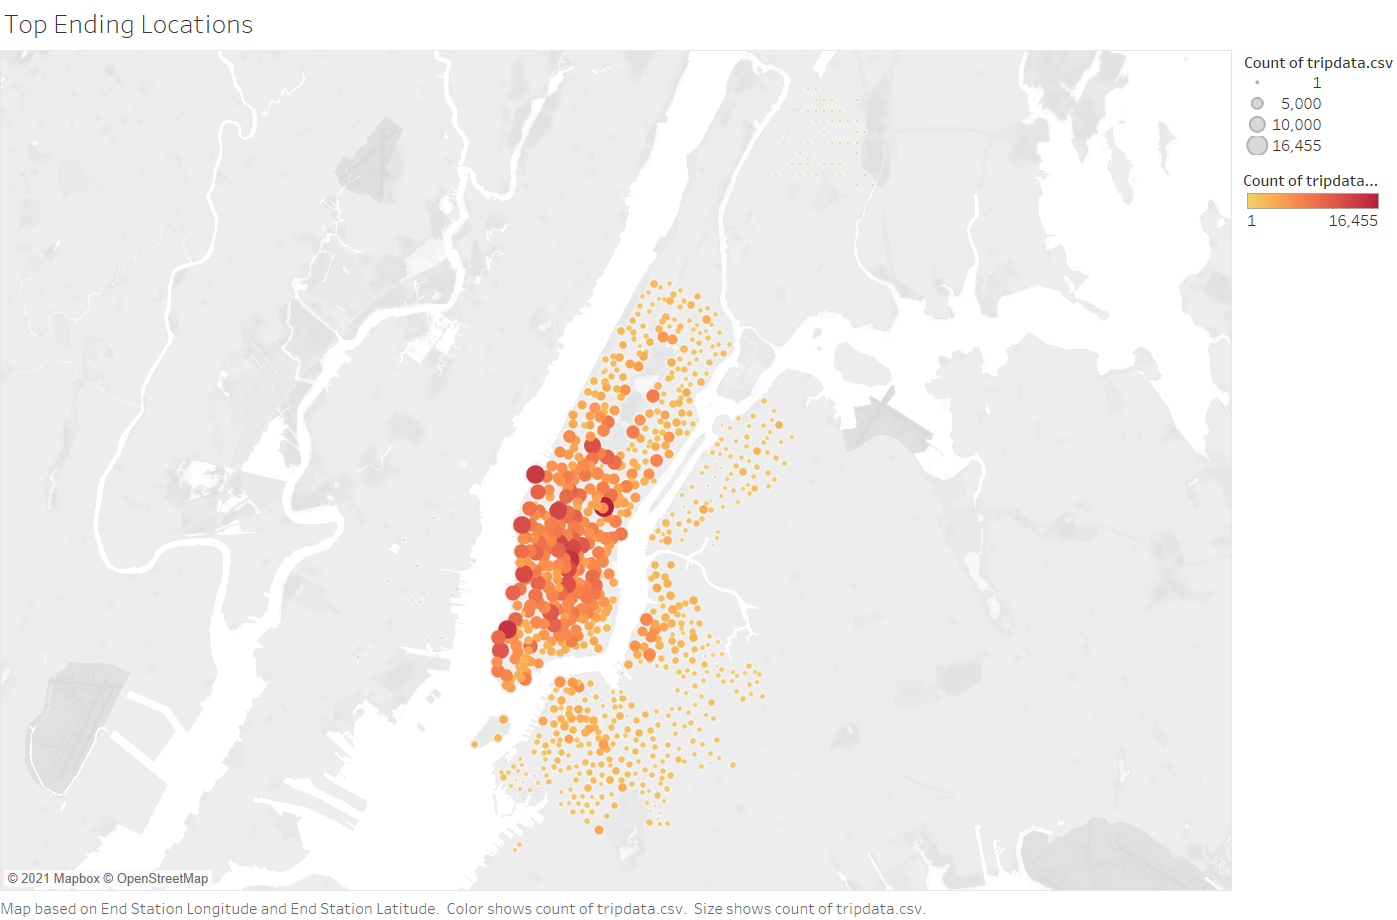 Top Ending Locations
Count of tripdata.csv
1
5,000
10,000
16,455
Count of tripdata...
1 16,455
© 2021 Mapbox © OpenStreetMap
Map based on End Station Longitude and End Station Latitude.  Color shows count of tripdata.csv.  Size shows count of tripdata.csv.